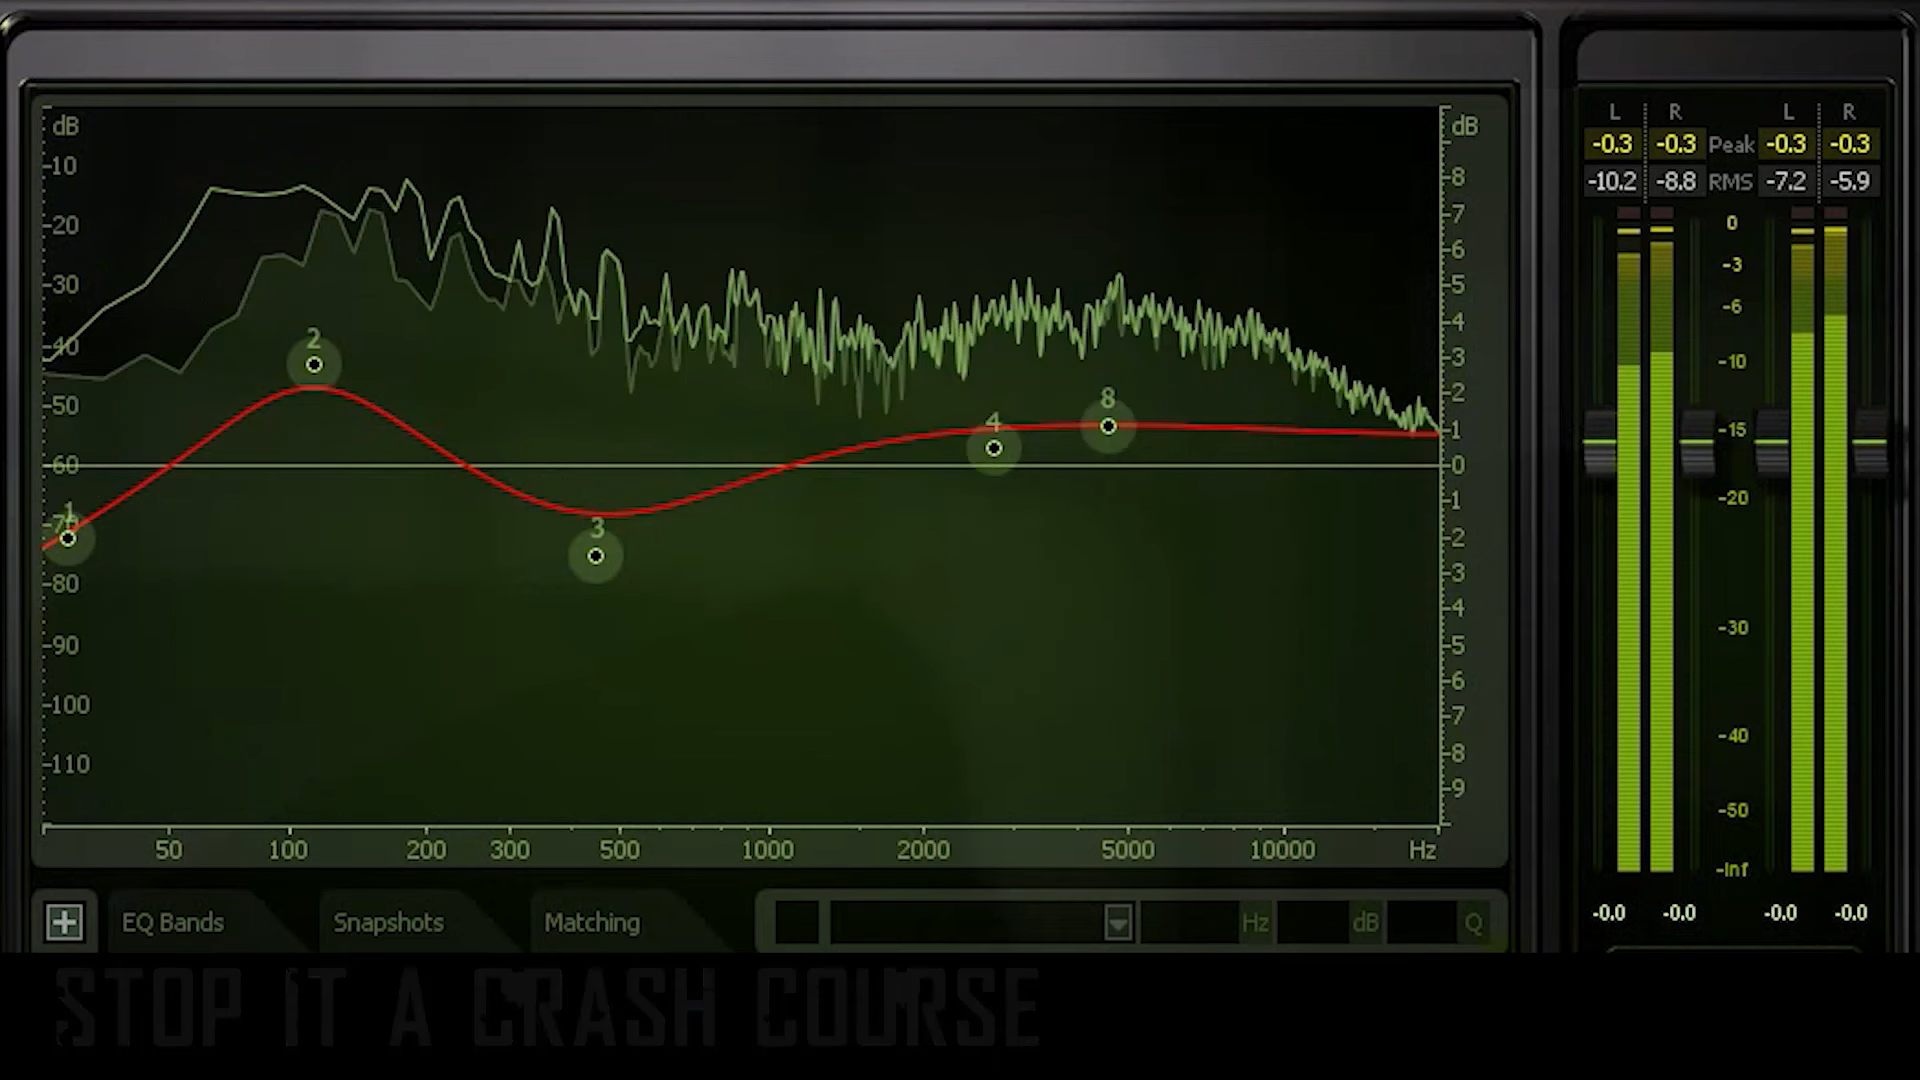 L R L R
dB dB -0.3 -0.3 Peak -0.3 -0.3
-10 -8 -10.2 -8.8 RMS -7.2 -5.9
-20 -7 0
-30 -6 -3
-40 -5 -6
-50 -4 -10
-60 -3 -15
-70 -2 -20
-80 -1 -30
-90 0 -40
-100 -1 -50
-110 -2 -Inf
-3
-4
-5
-6
-7
-8
-9
1 2 3 4 8
50 100 200 300 500 1000 2000 5000 10000 Hz
EQ Bands Snapshots Matching Hz dB Q -0.0 -0.0 -0.0 -0.0
STOP IT A CRASH COURSE